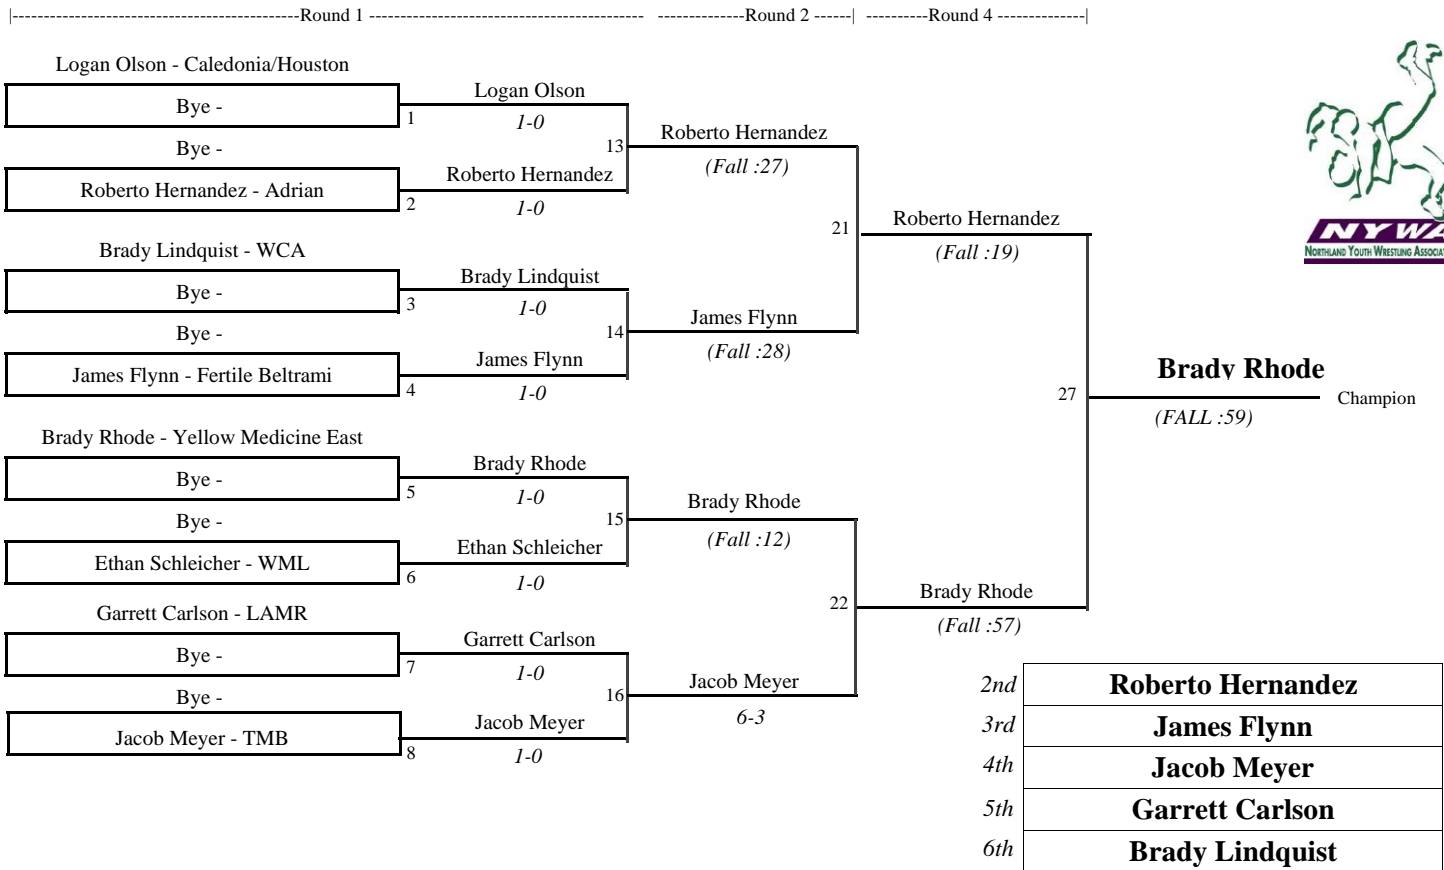 |--------------------------------------------Round 1 ------------------------------------------ --------------Round 2 ------| ----------Round 4 --------------|
Logan Olson - Caledonia/Houston
Bye -
1
Logan Olson
1-0
Bye -
Roberto Hernandez - Adrian
2
Roberto Hernandez
1-0
13
Roberto Hernandez
(Fall :27)
Brady Lindquist - WCA
Bye -
3
Brady Lindquist
1-0
Bye -
James Flynn - Fertile Beltrami
4
James Flynn
1-0
14
James Flynn
(Fall :28)
21
Roberto Hernandez
(Fall :19)
Brady Rhode - Yellow Medicine East
Bye -
5
Brady Rhode
1-0
Bye -
Ethan Schleicher - WML
6
Ethan Schleicher
1-0
15
Brady Rhode
(Fall :12)
Garrett Carlson - LAMR
Bye -
7
Garrett Carlson
1-0
Bye -
Jacob Meyer - TMB
8
Jacob Meyer
1-0
16
Jacob Meyer
6-3
22
Brady Rhode
(Fall :57)
27
Brady Rhode
Champion
(FALL :59)
NYWA
NORTHLAND YOUTH WRESTLING
2nd Roberto Hernandez
3rd James Flynn
4th Jacob Meyer
5th Garrett Carlson
6th Brady Lindquist